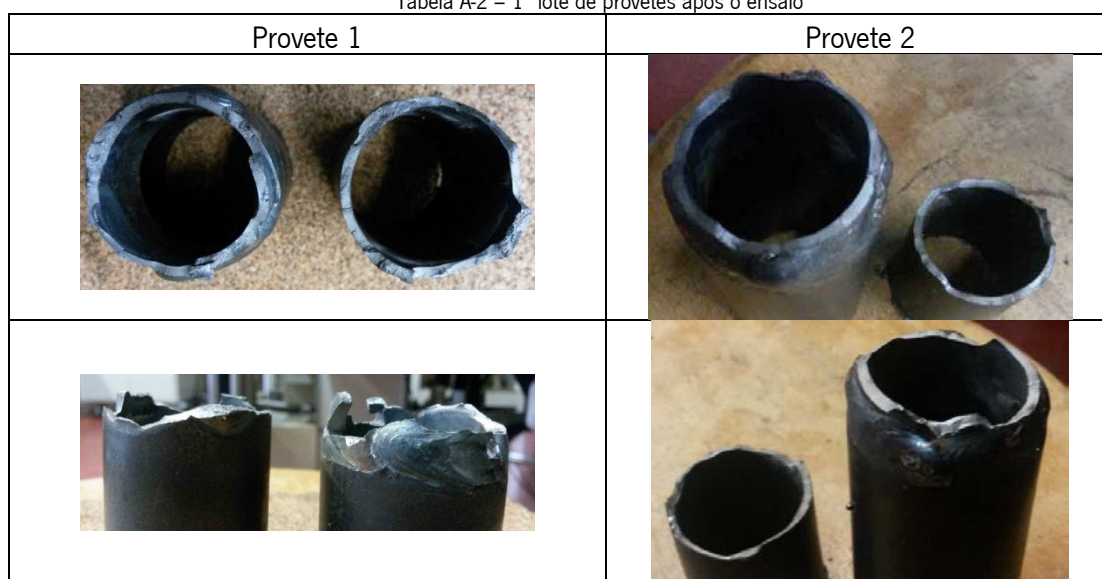 Tabela A-2 – 1º lote de provetes após o ensaio
Provete 1
Provete 2